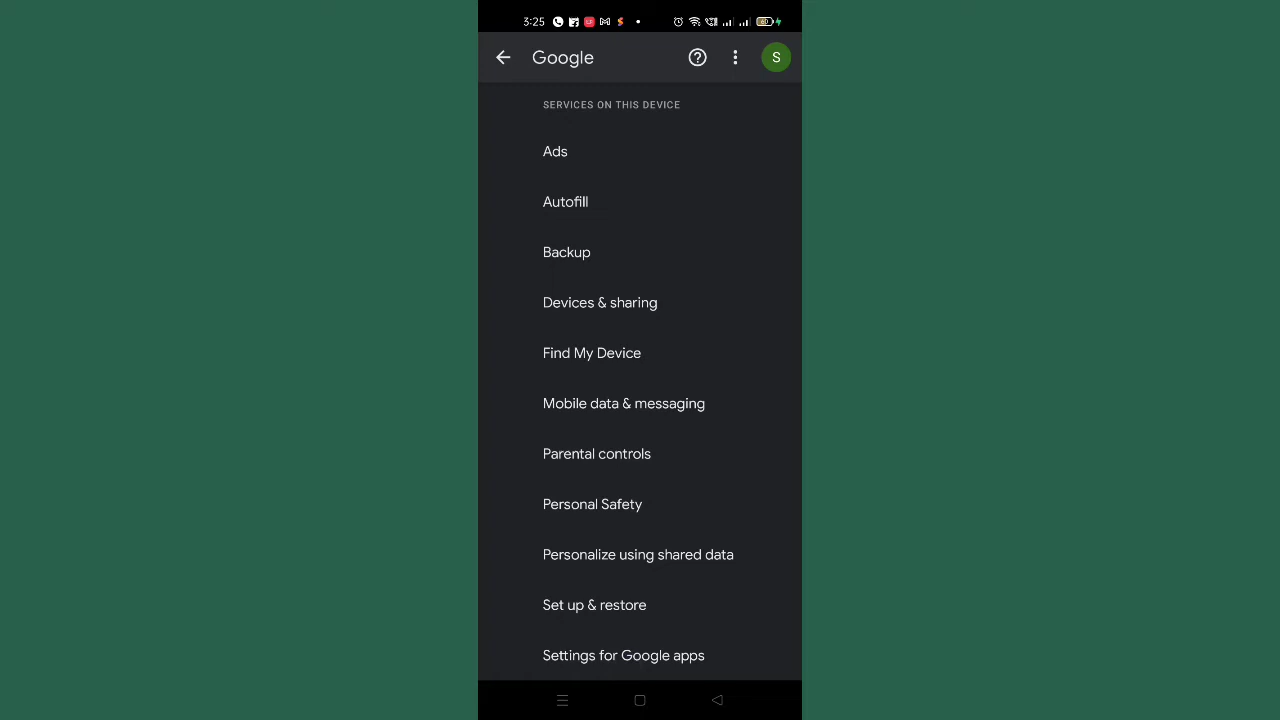 3:25
Google
S
SERVICES ON THIS DEVICE
Ads
Autofill
Backup
Devices & sharing
Find My Device
Mobile data & messaging
Parental controls
Personal Safety
Personalize using shared data
Set up & restore
Settings for Google apps